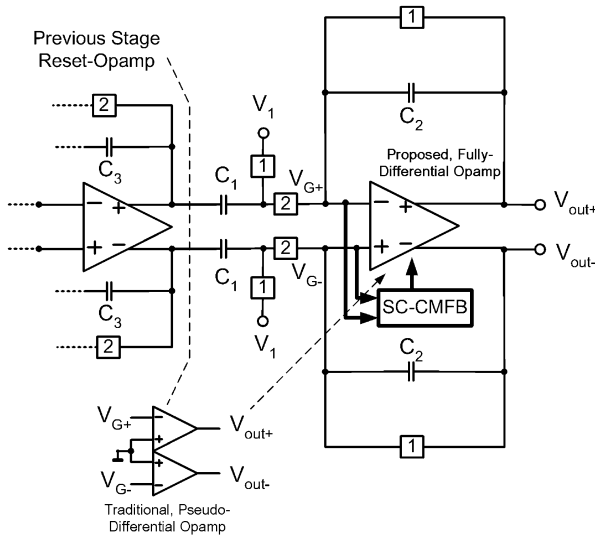 Previous Stage
Reset-Opamp
1
2
C2
V1
C3
1
Proposed, Fully-
Differential Opamp
C1
2
VG+
− +
− +
Vout+
+ −
2
+ −
Vout-
C1
VG-
C3
1
SC-CMFB
2
V1
C2
VG+
−
Vout+
+
1
+
VG-
−
Vout-
Traditional, Pseudo-
Differential Opamp